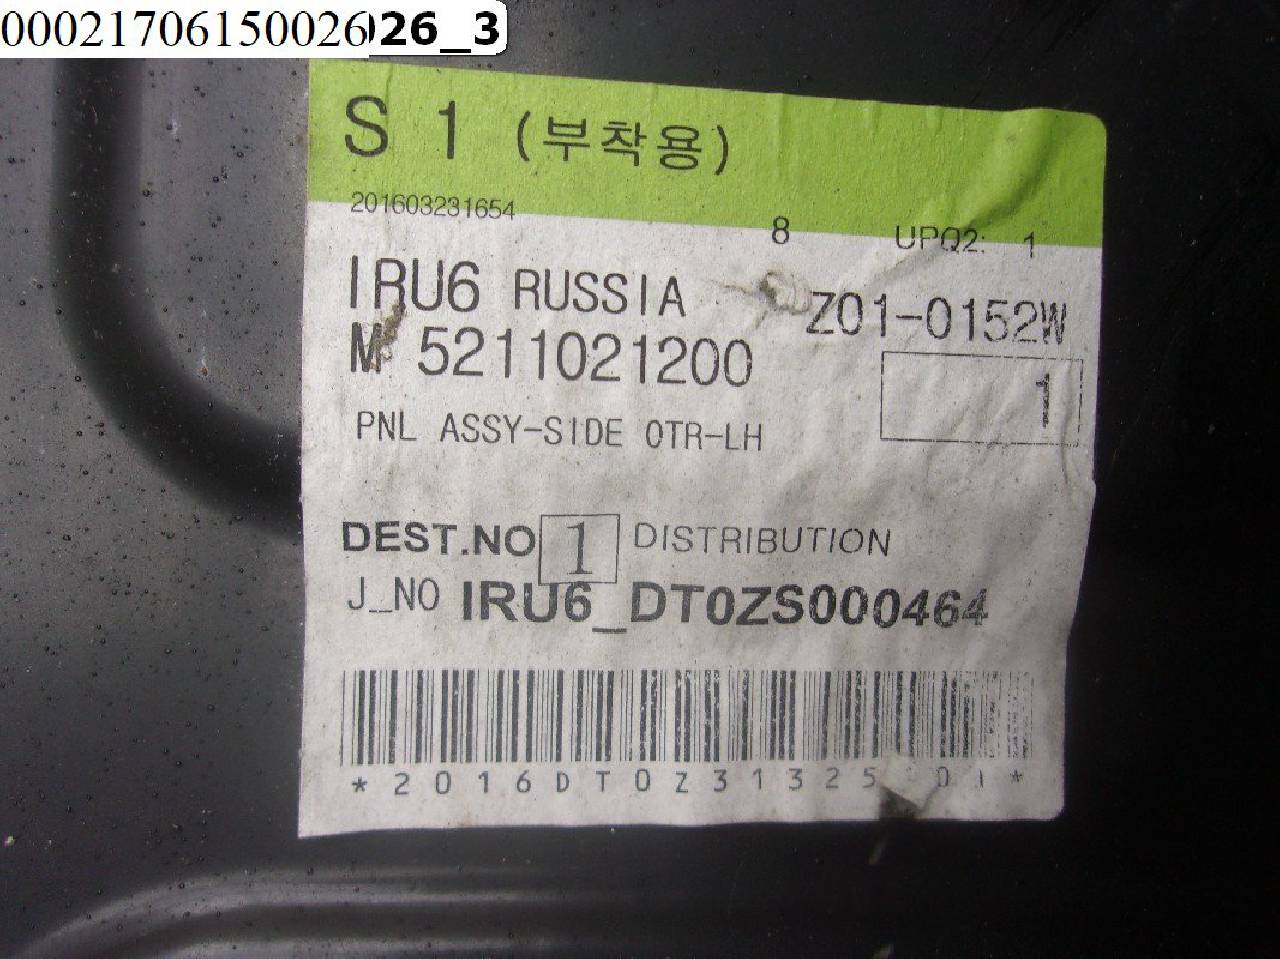 00021706150026026_3
S 1 (부착용)
201603231654
8 UPQ2: 1
IRU6 RUSSIA Z01-0152W
M 5211021200
1
PNL ASSY-SIDE OTR-LH
DEST.NO 1 DISTRIBUTION
J_NO IRU6_DT0ZS000464